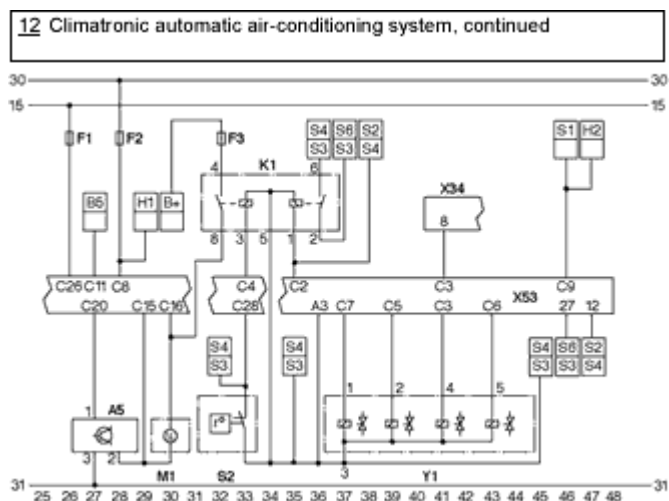 12 Climatronic automatic air-conditioning system, continued
30 30
15 15
F1 F2 F3 S4 S6 S2 S1 H2
S3 S3 S4
4 K1 6
B5 H1 B+ X34
8
8 3 5 1 2
C26 C11 C8 C4 C2 C3 C9
X53
C20 C15 C16 C28 A3 C7 C5 C3 C6 27 12
S4 S4 S4 S6 S2
S3 S3 S3 S3 S4
1 A5 1 2 4 5
3 2 M1 S2 3 Y1
31 31
25 26 27 28 29 30 31 32 33 34 35 36 37 38 39 40 41 42 43 44 45 46 47 48